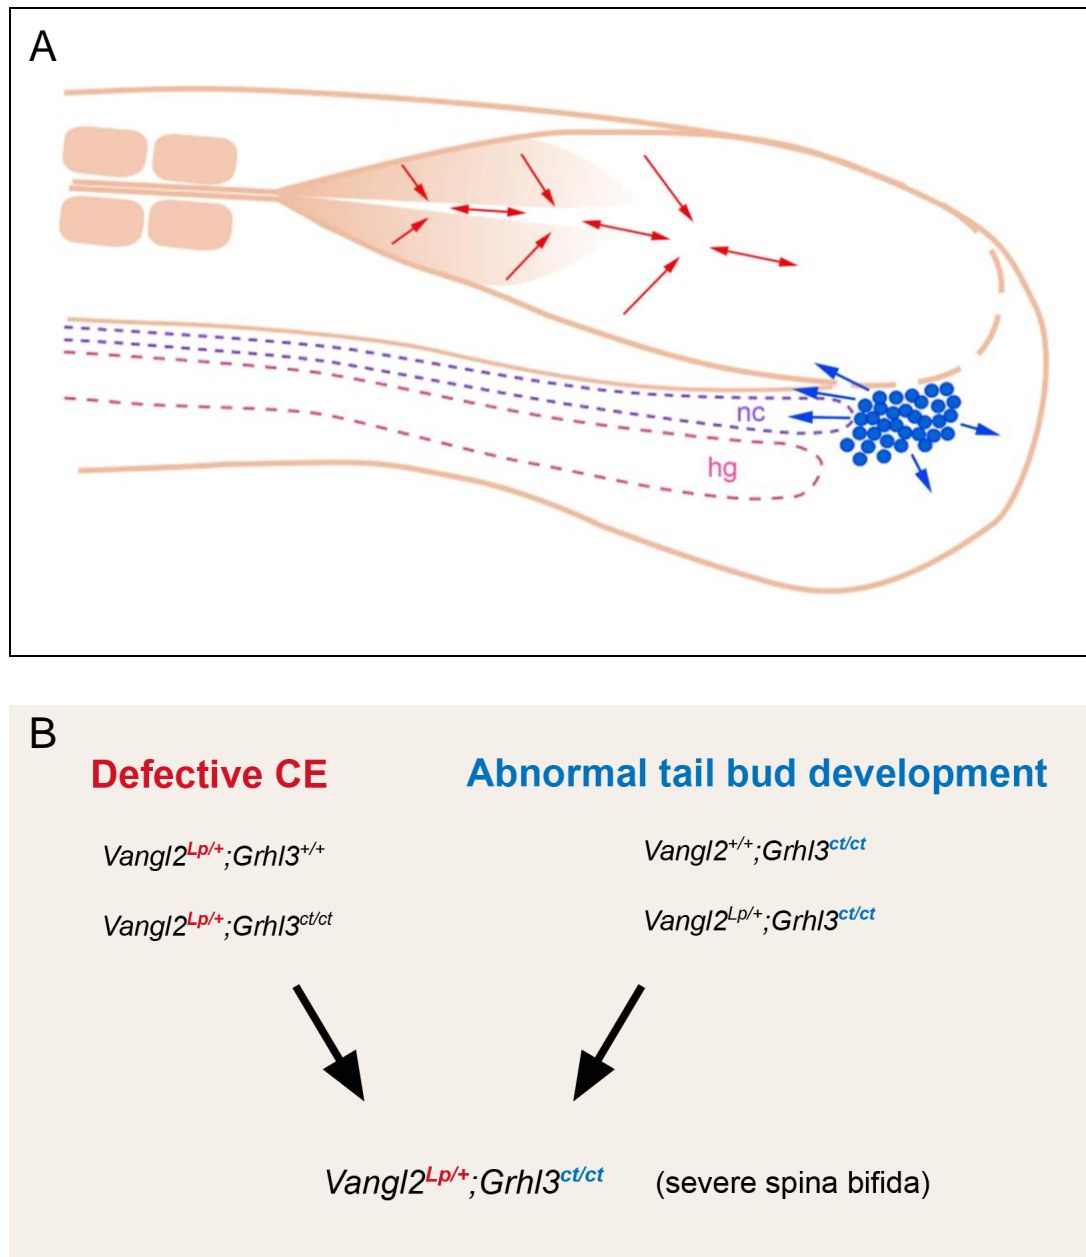 A
nc
hg
B
Defective CE Abnormal tail bud development
Vangl2Lp/+;Grhl3+/+ Vangl2+/+;Grhl3ct/ct
Vangl2Lp/+;Grhl3ct/ct Vangl2Lp/+;Grhl3ct/ct
Vangl2Lp/+;Grhl3ct/ct (severe spina bifida)